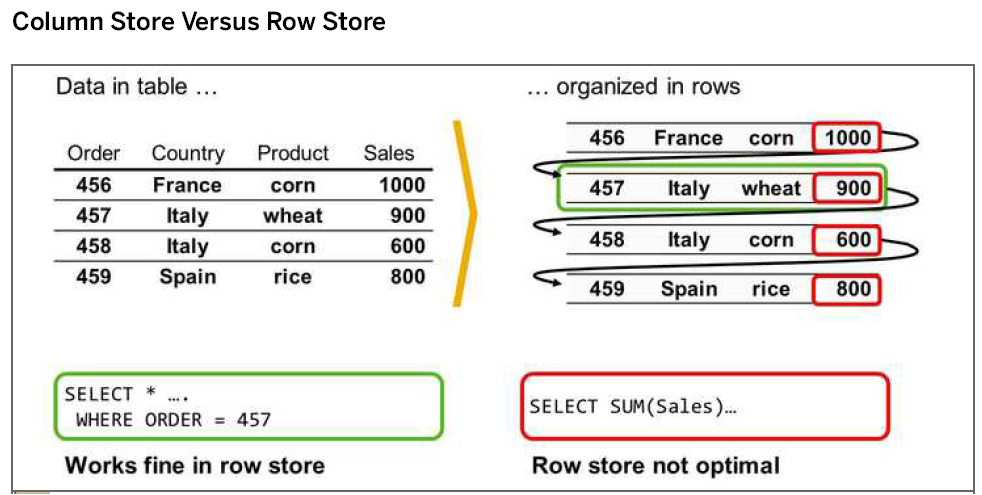 Column Store Versus Row Store
Data in table ...
Order Country Product Sales
456 France corn 1000
457 Italy wheat 900
458 Italy corn 600
459 Spain rice 800
... organized in rows
456 France corn 1000
457 Italy wheat 900
458 Italy corn 600
459 Spain rice 800
SELECT * ….
WHERE ORDER = 457
Works fine in row store
SELECT SUM(Sales)…
Row store not optimal